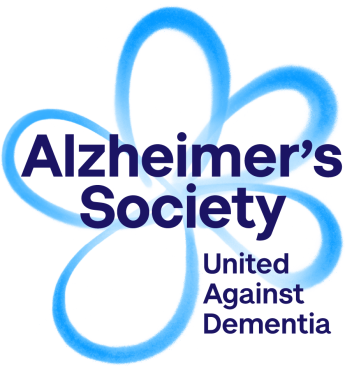 Alzheimer’s
Society
United
Against
Dementia